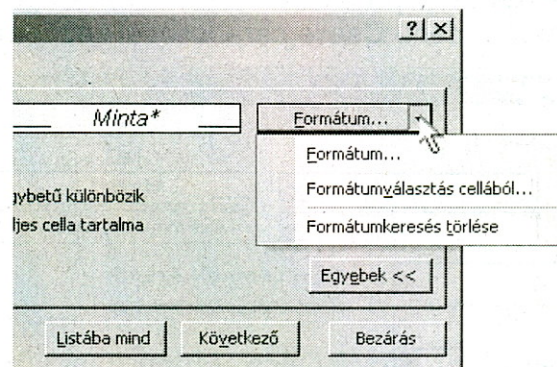 Minta*
Formátum...
Formátum...
Formátumválasztás cellából...
gybetű különbözik
ljes cella tartalma
Formátumkeresés törlése
Egyebek <<
Listába mind
Következő
Bezárás